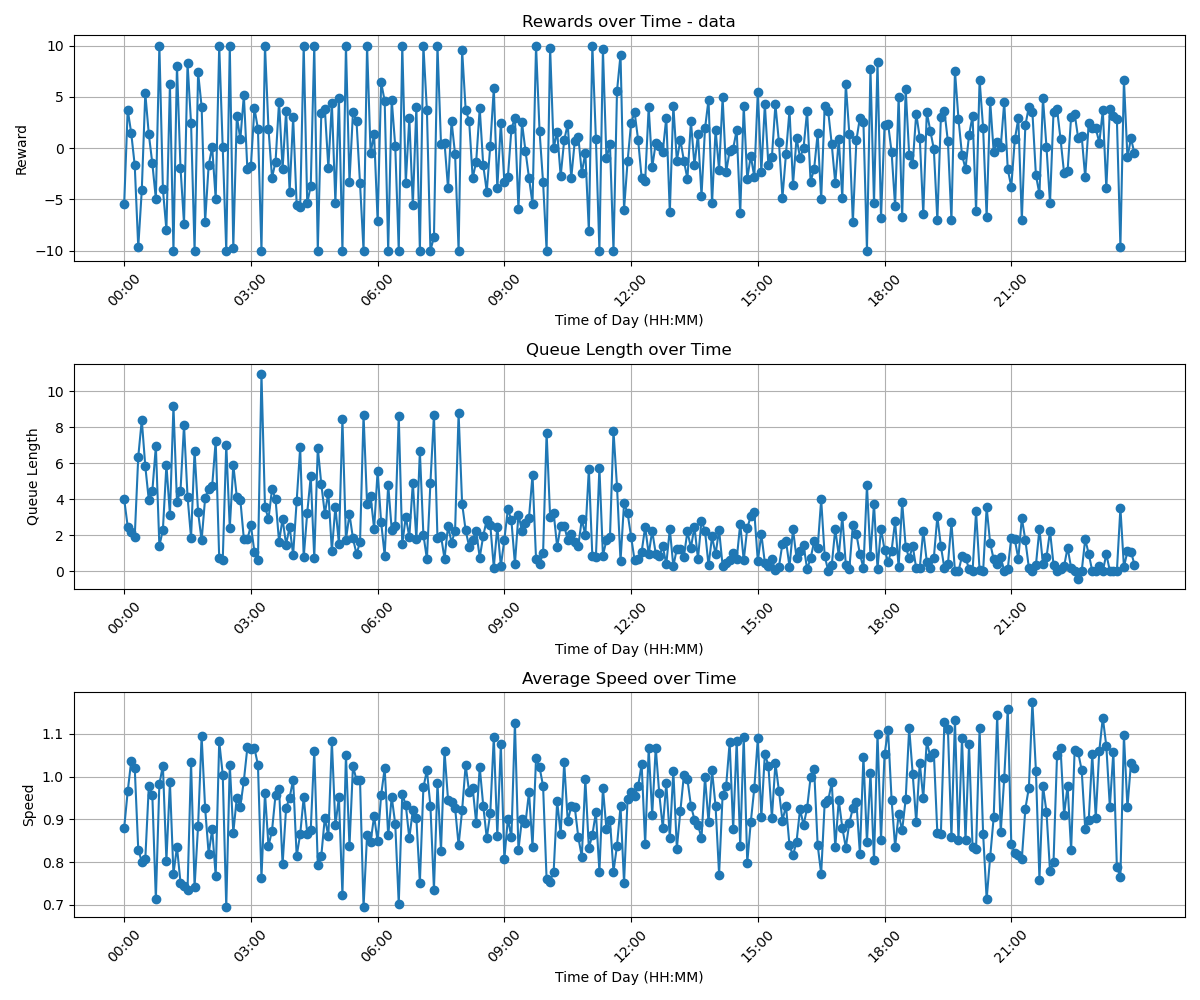 Rewards over Time - data
Reward
10
5
0
−5
−10
00:00 03:00 06:00 09:00 12:00 15:00 18:00 21:00
Time of Day (HH:MM)
Queue Length over Time
Queue Length
10
8
6
4
2
0
00:00 03:00 06:00 09:00 12:00 15:00 18:00 21:00
Time of Day (HH:MM)
Average Speed over Time
Speed
1.1
1.0
0.9
0.8
0.7
00:00 03:00 06:00 09:00 12:00 15:00 18:00 21:00
Time of Day (HH:MM)